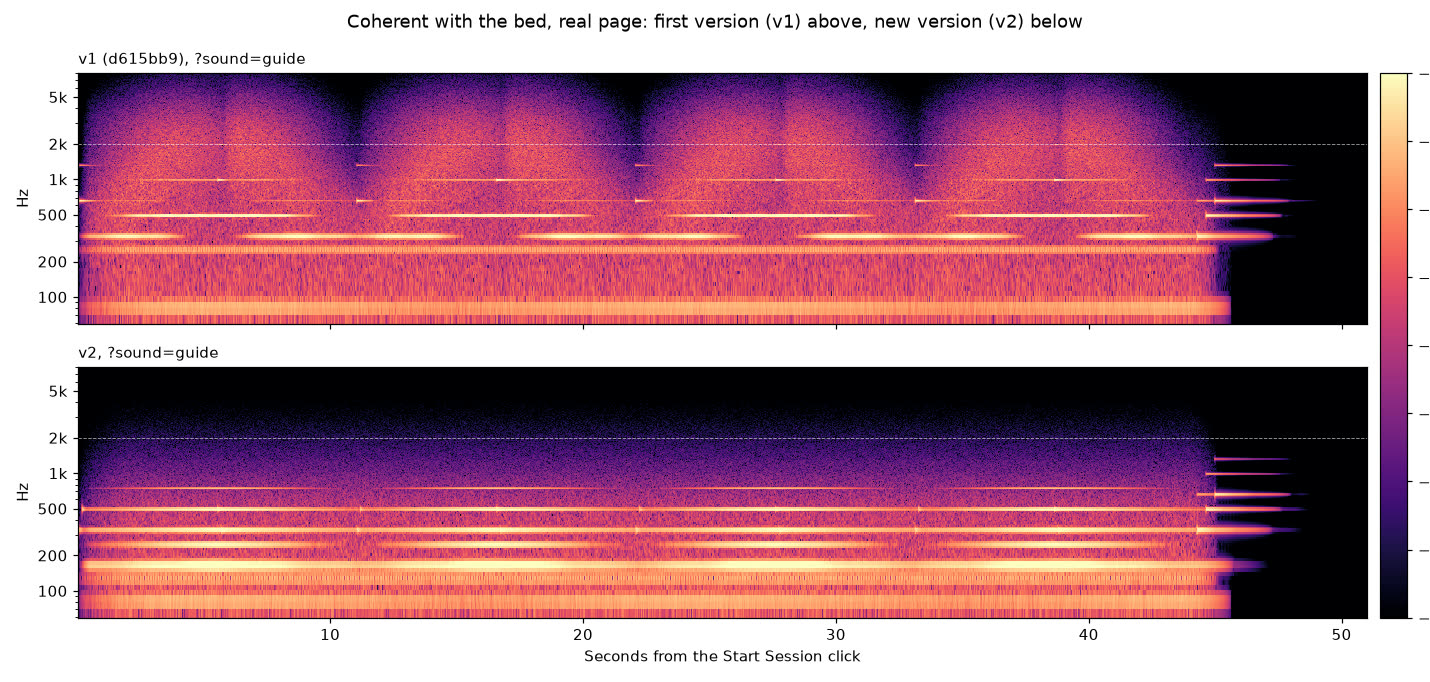 Coherent with the bed, real page: first version (v1) above, new version (v2) below
v1 (d615bb9), ?sound=guide
5k
2k
1k
500
200
100
Hz
v2, ?sound=guide
5k
2k
1k
500
200
100
Hz
10 20 30 40 50
Seconds from the Start Session click